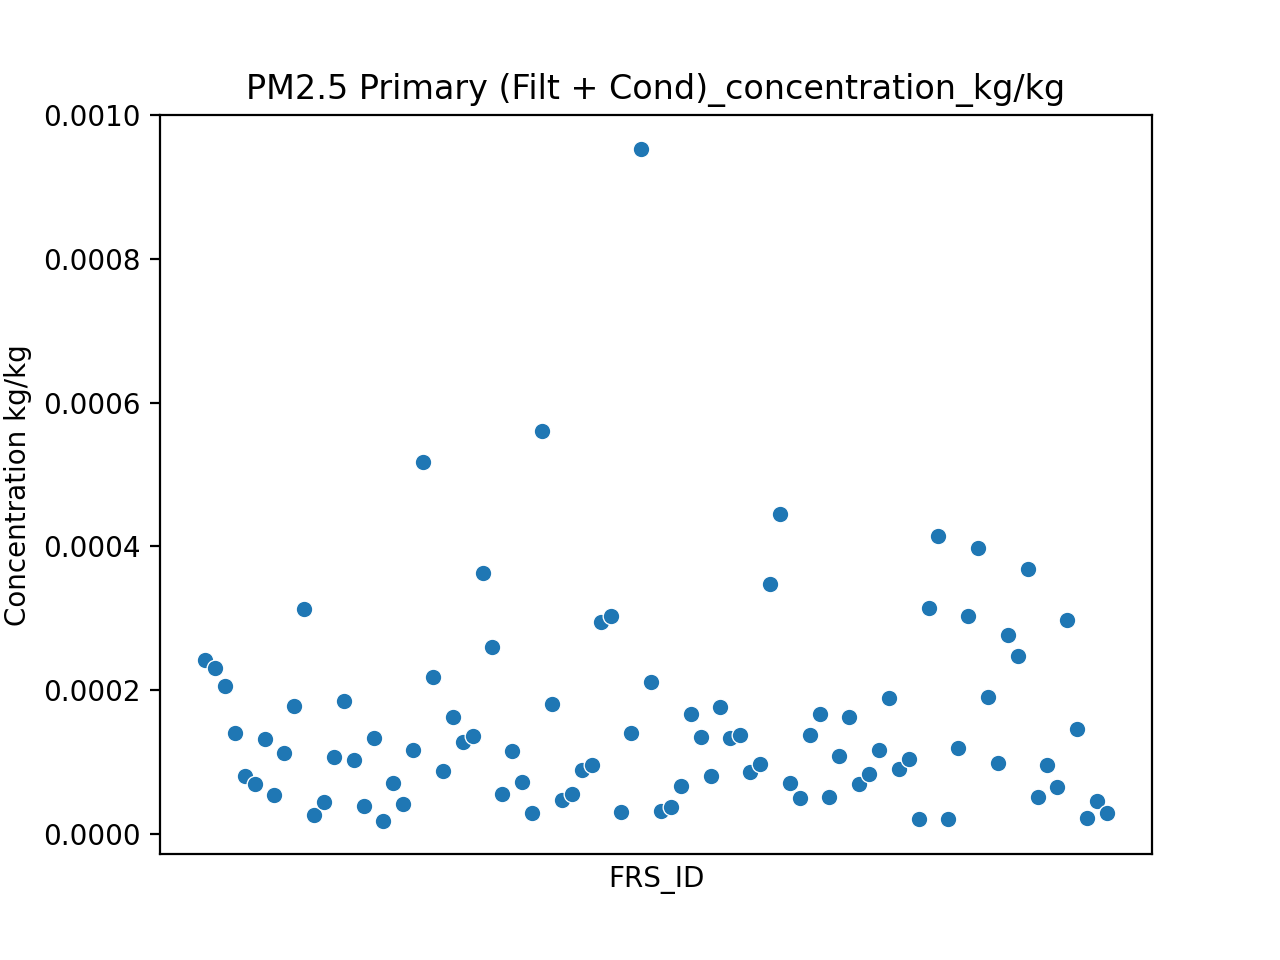 PM2.5 Primary (Filt + Cond)_concentration_kg/kg
0.0010
0.0008
0.0006
0.0004
0.0002
0.0000
Concentration kg/kg
FRS_ID